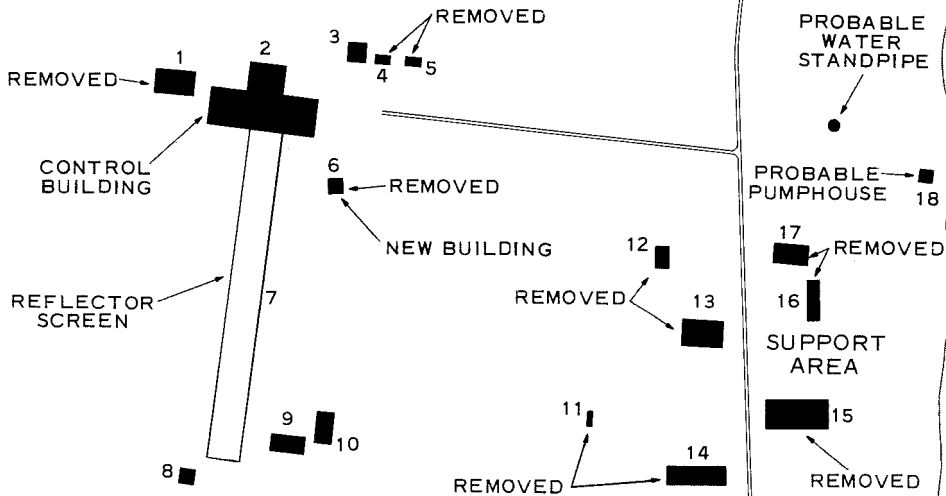 REMOVED
PROBABLE
WATER
STANDPIPE
1
2
3
4
5
REMOVED
CONTROL
BUILDING
6
REMOVED
NEW BUILDING
PROBABLE
PUMPHOUSE
18
12
17
REMOVED
16
REFLECTOR
SCREEN
7
REMOVED
13
SUPPORT
AREA
11
9
10
15
14
8
REMOVED
REMOVED